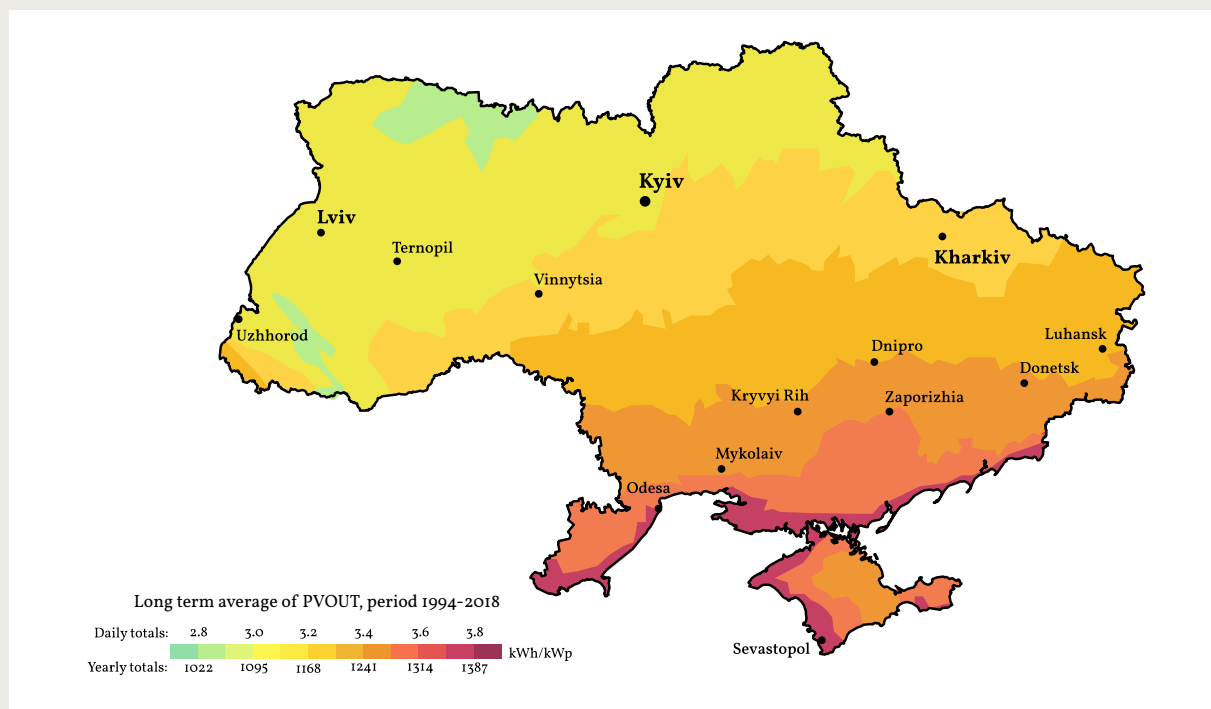 Kyiv
Lviv
Ternopil
Kharkiv
Vinnytsia
Uzhhorod
Luhansk
Dnipro
Donetsk
Kryvyi Rih
Zaporizhia
Mykolaiv
Odesa
Sevastopol
Long term average of PVOUT, period 1994-2018
Daily totals: 2.8 3.0 3.2 3.4 3.6 3.8
kWh/kWp
Yearly totals: 1022 1095 1168 1241 1314 1387